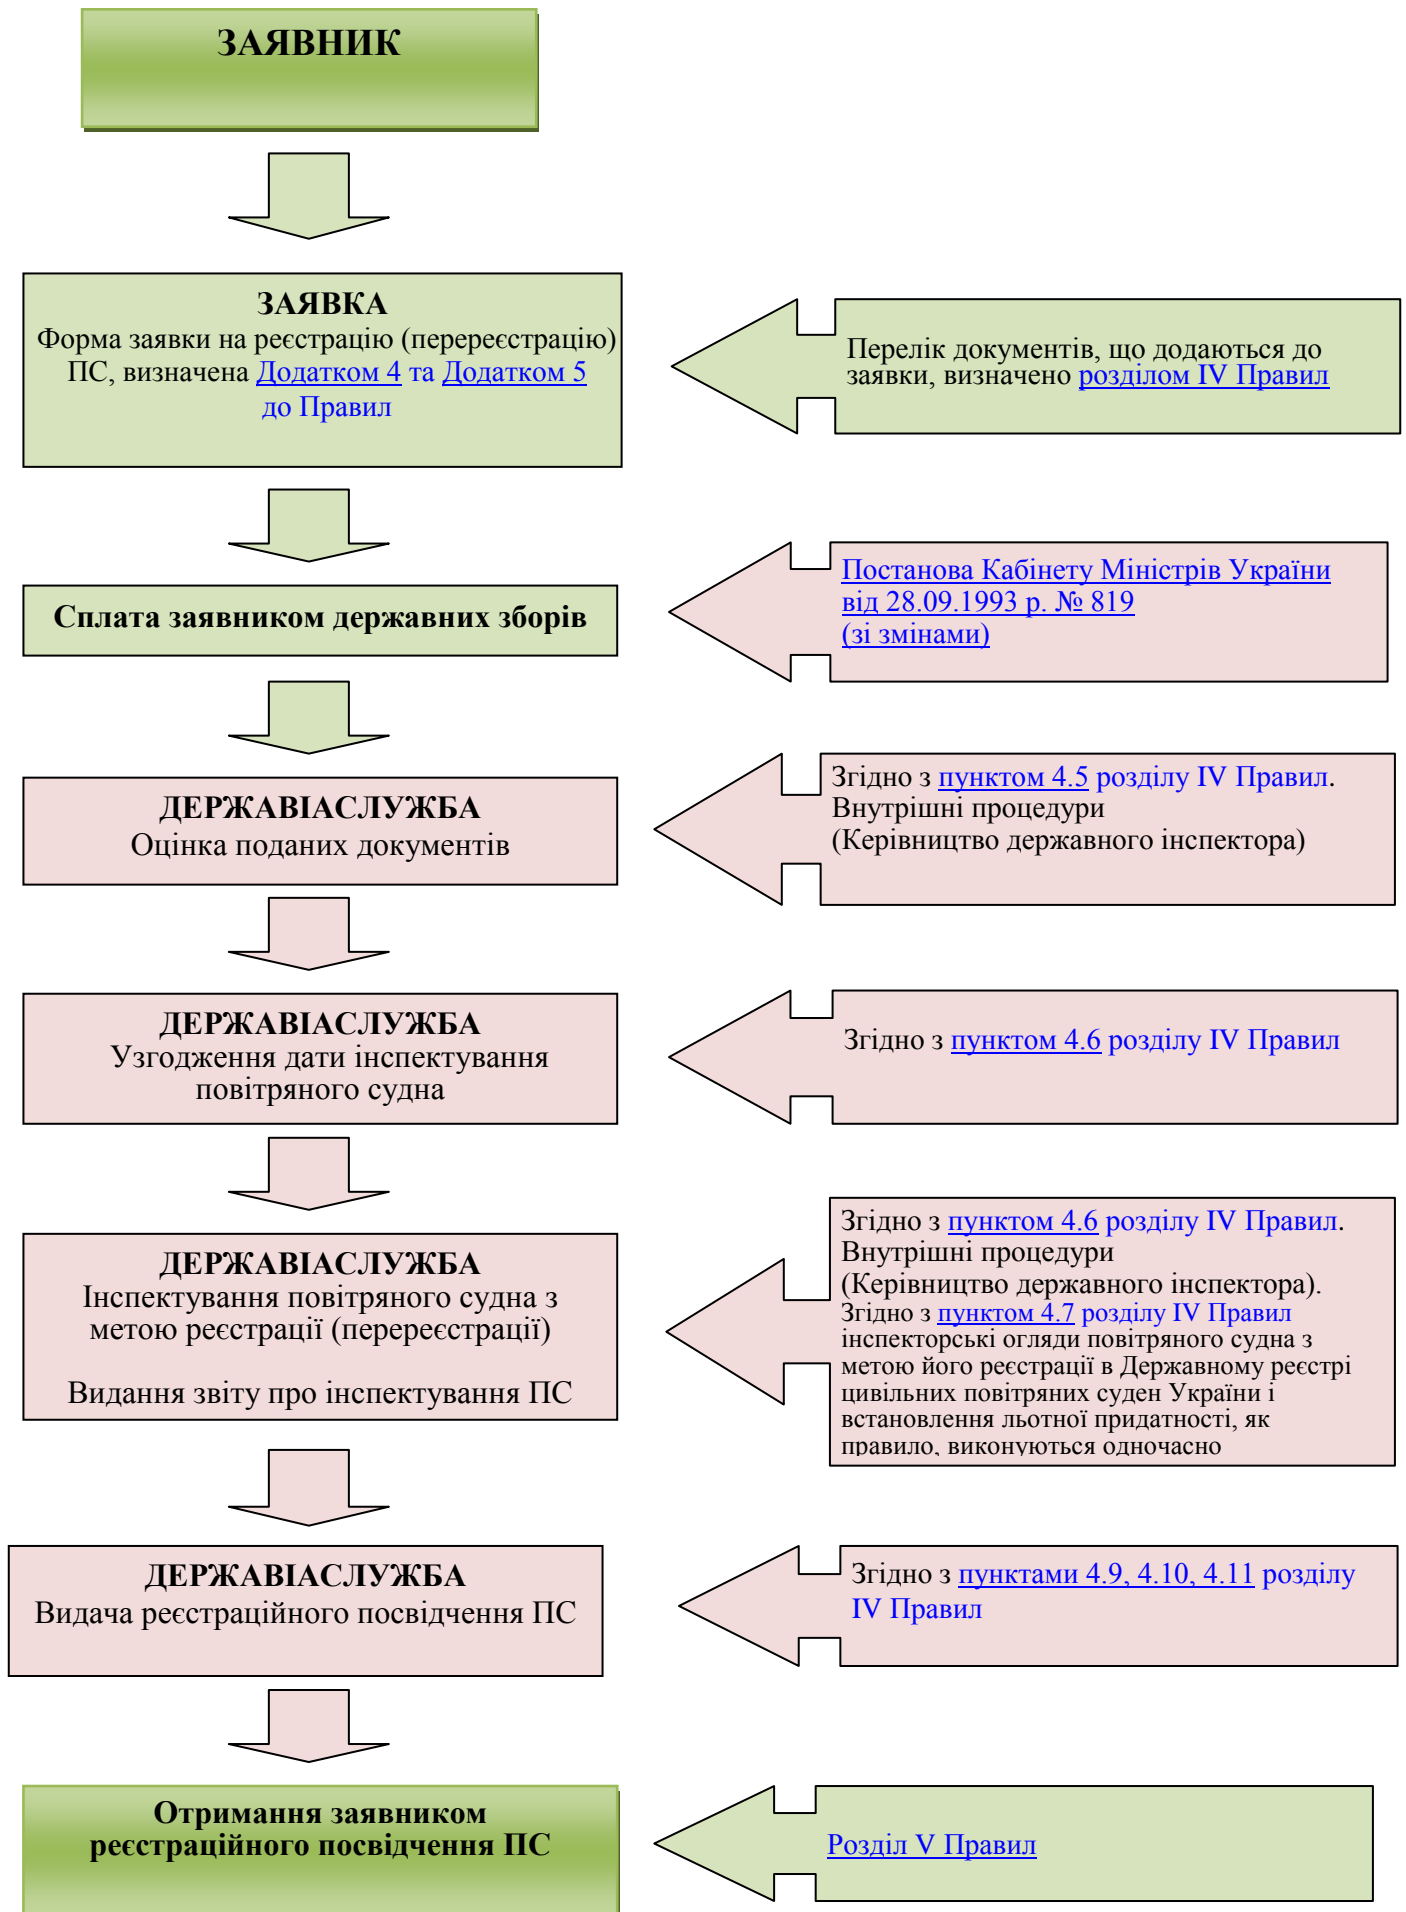 ЗАЯВНИК
ЗАЯВКА
Форма заявки на реєстрацію (перереєстрацію)
ПС, визначена Додатком 4 та Додатком 5
до Правил
Перелік документів, що додаються до
заявки, визначено розділом IV Правил
Сплата заявником державних зборів
Постанова Кабінету Міністрів України
від 28.09.1993 р. № 819
(зі змінами)
ДЕРЖАВІАСЛУЖБА
Оцінка поданих документів
Згідно з пунктом 4.5 розділу IV Правил.
Внутрішні процедури
(Керівництво державного інспектора)
ДЕРЖАВІАСЛУЖБА
Узгодження дати інспектування
повітряного судна
Згідно з пунктом 4.6 розділу IV Правил
ДЕРЖАВІАСЛУЖБА
Інспектування повітряного судна з
метою реєстрації (перереєстрації)
Видання звіту про інспектування ПС
Згідно з пунктом 4.6 розділу IV Правил.
Внутрішні процедури
(Керівництво державного інспектора).
Згідно з пунктом 4.7 розділу IV Правил
інспекторські огляди повітряного судна з
метою його реєстрації в Державному реєстрі
цивільних повітряних суден України і
встановлення льотної придатності, як
правило, виконуються одночасно
ДЕРЖАВІАСЛУЖБА
Видача реєстраційного посвідчення ПС
Згідно з пунктами 4.9, 4.10, 4.11 розділу
IV Правил
Отримання заявником
реєстраційного посвідчення ПС
Розділ V Правил